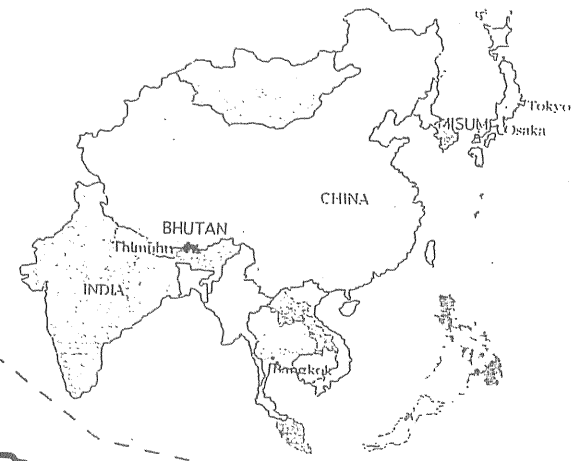 Tokyo
MISUMI
Osaka
CHINA
BHUTAN
Thimphu
INDIA
Bangkok